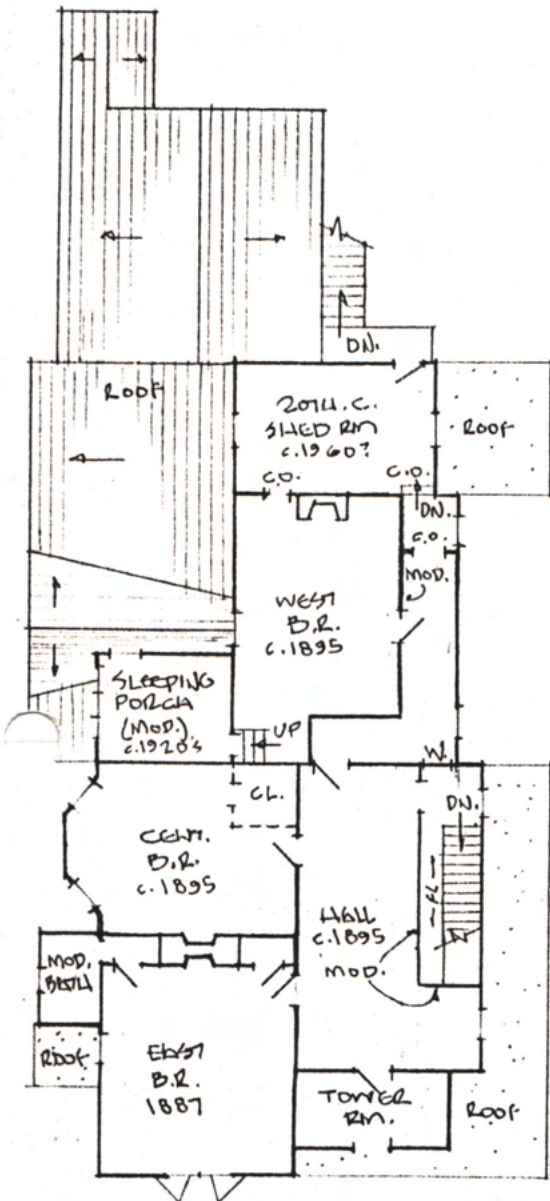 DN.
ROOF
20TH. C.
SHED RM
c.1960?
ROOF
C.O.
C.O.
DN.
C.O.
MOD.
WEST
B.R.
c.1895
SLEEPING
PORCH
(MOD.)
c.1920's
UP
W.
CL.
DN.
CENT.
B.R.
c.1895
FL
HALL
c.1895
MOD.
MOD.
BATH
ROOF
EAST
B.R.
1887
TOWER
RM.
ROOF